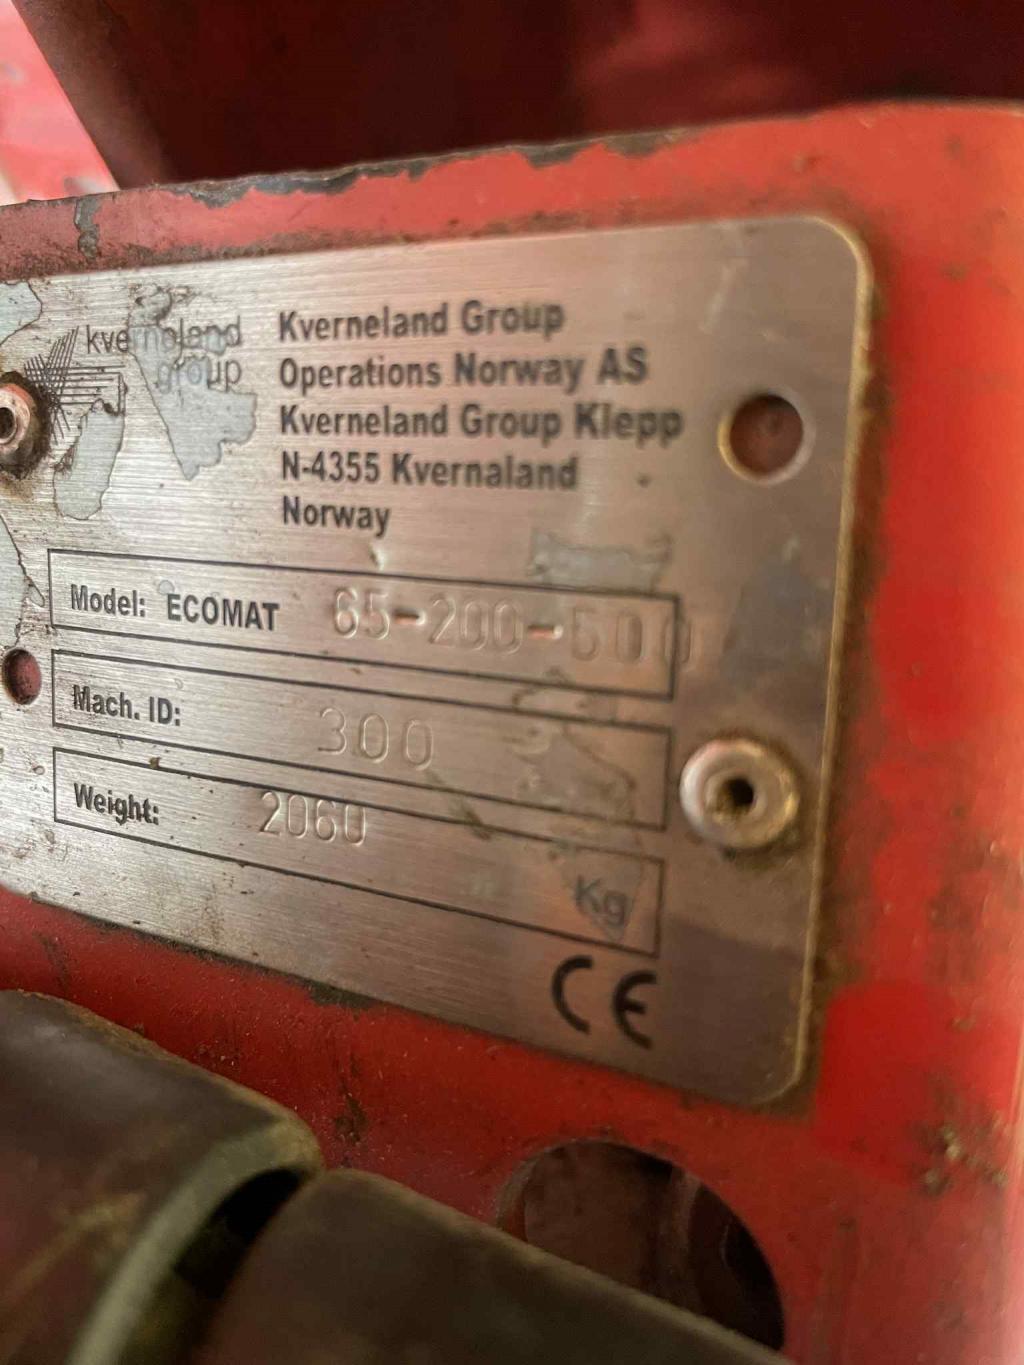 kverneland
group
Kverneland Group
Operations Norway AS
Kverneland Group Klepp
N-4355 Kvernaland
Norway
Model: ECOMAT 65-200-500
Mach. ID: 300
Weight: 2060 Kg
CE